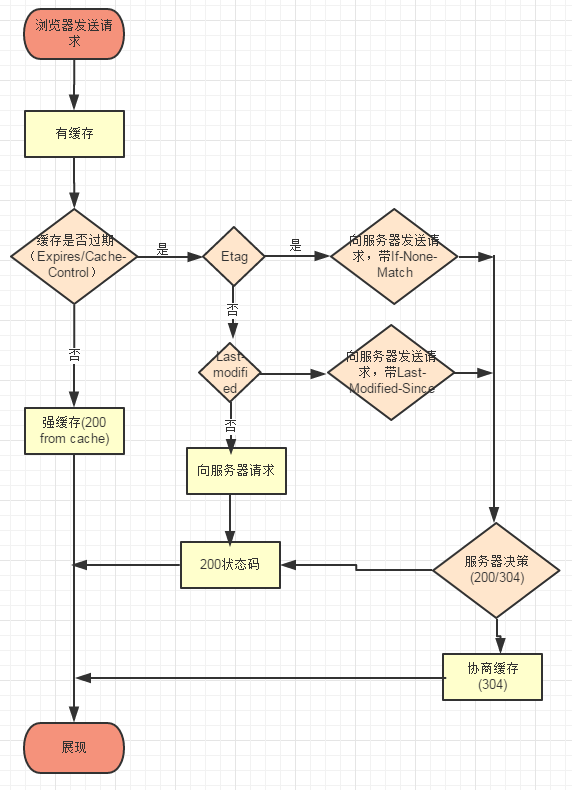 浏览器发送请
求
有缓存
缓存是否过期
（Expires/Cache-
Control）
是
Etag
是
向服务器发送请
求，带If-None-
Match
否
否
Last-
modifi
ed
向服务器发送请
求，带Last-
Modified-Since
强缓存(200
from cache)
否
向服务器请求
200状态码
服务器决策
(200/304)
协商缓存
(304)
展现